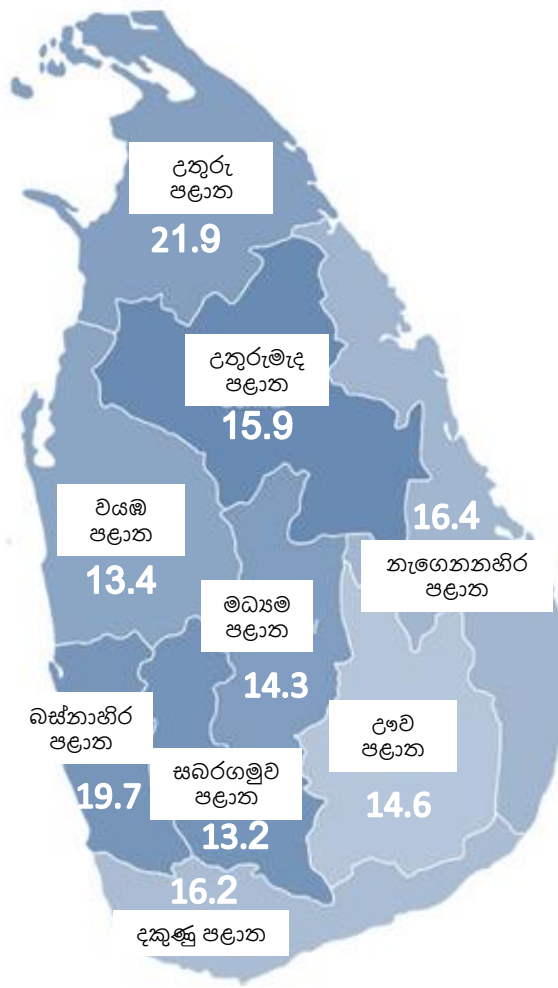 උතුරු
පළාත
21.9
උතුරුමැද
පළාත
15.9
16.4
නැගෙනනහිර
පළාත
වයඹ
පළාත
13.4
මධ්‍යම
පළාත
14.3
බස්නාහිර
පළාත
19.7
ඌව
පළාත
14.6
සබරගමුව
පළාත
13.2
16.2
දකුණු පළාත